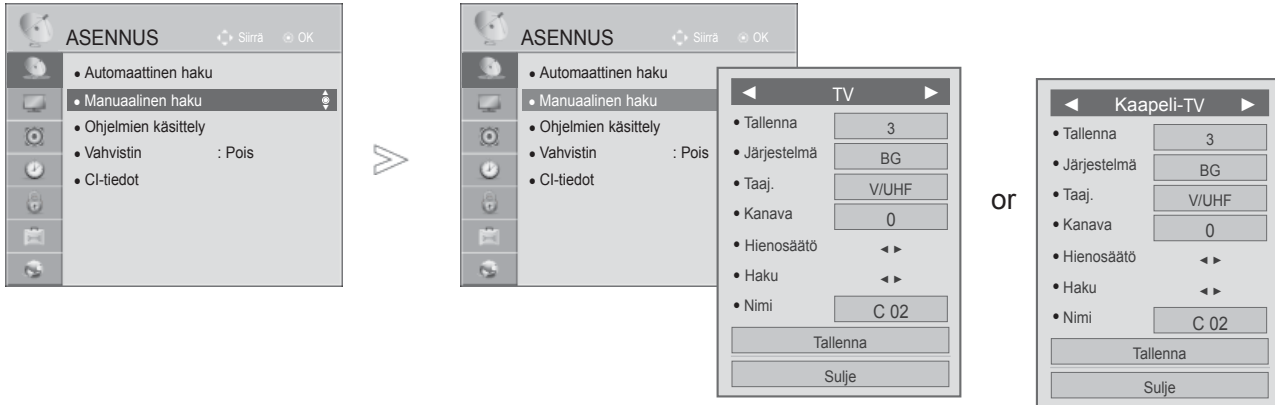 ASENNUS Siirrä OK
• Automaattinen haku
• Manuaalinen haku
• Ohjelmien käsittely
• Vahvistin : Pois
• CI-tiedot
ASENNUS Siirrä OK
• Automaattinen haku
• Manuaalinen haku
• Ohjelmien käsittely
• Vahvistin : Pois
• CI-tiedot
◄ TV ►
• Tallenna 3
• Järjestelmä BG
• Taaj. V/UHF
• Kanava 0
• Hienosäätö ◄ ►
• Haku ◄ ►
• Nimi C 02
Tallenna
Sulje
or
◄ Kaapeli-TV ►
• Tallenna 3
• Järjestelmä BG
• Taaj. V/UHF
• Kanava 0
• Hienosäätö ◄ ►
• Haku ◄ ►
• Nimi C 02
Tallenna
Sulje